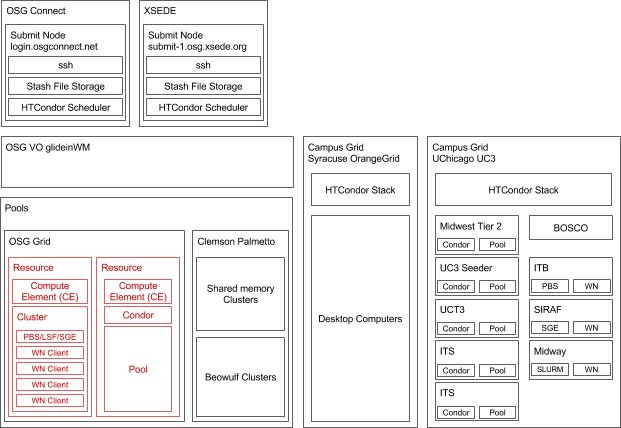 OSG Connect
Submit Node
login.osgconnect.net
ssh
Stash File Storage
HTCondor Scheduler
XSEDE
Submit Node
submit-1.osg.xsede.org
ssh
Stash File Storage
HTCondor Scheduler
OSG VO glideinWM
Pools
OSG Grid
Resource
Compute
Element (CE)
Cluster
PBS/LSF/SGE
WN Client
WN Client
WN Client
WN Client
Resource
Compute
Element (CE)
Condor
Pool
Clemson Palmetto
Shared memory
Clusters
Beowulf Clusters
Campus Grid
Syracuse OrangeGrid
HTCondor Stack
Desktop Computers
Campus Grid
UChicago UC3
HTCondor Stack
Midwest Tier 2
Condor
Pool
UC3 Seeder
Condor
Pool
UCT3
Condor
Pool
ITS
Condor
Pool
ITS
Condor
Pool
BOSCO
ITB
PBS
WN
SIRAF
SGE
WN
Midway
SLURM
WN